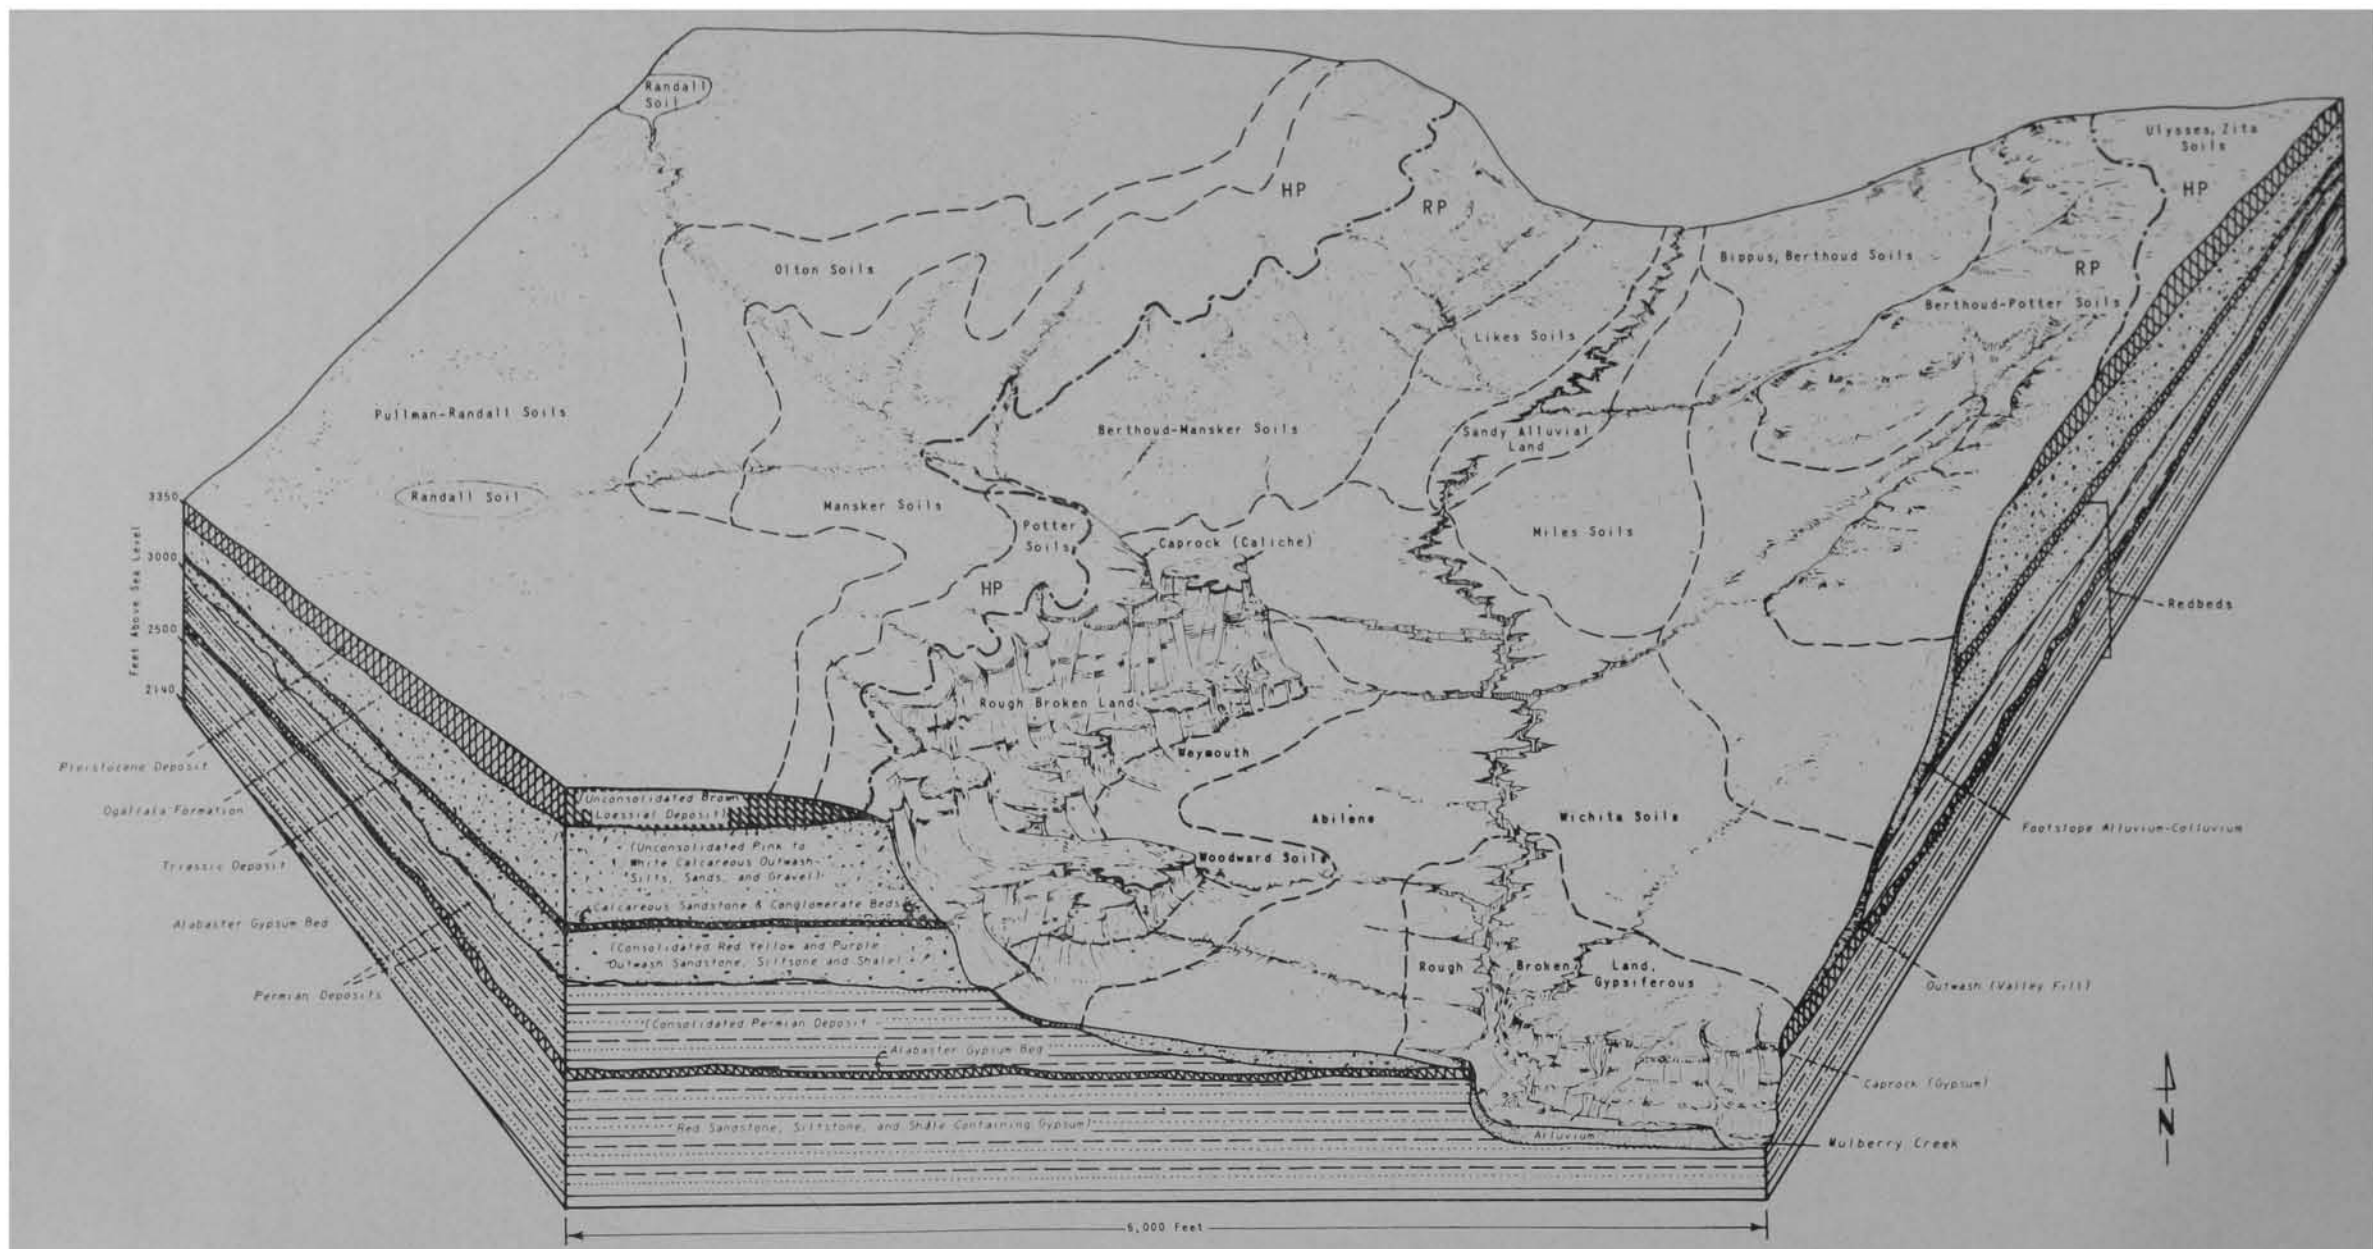 Randall
Soil
Ulysses, Zita
Soils
HP
HP
RP
Olton Soils
Bippus, Berthoud Soils
RP
Berthoud-Potter Soils
Likes Soils
Pullman-Randall Soils
Berthoud-Mansker Soils
Sandy Alluvial
Land
3350
Randall Soil
Mansker Soils
Potter
Soils
Caprock (Caliche)
Miles Soils
Feet Above Sea Level
3000
HP
Redbeds
2500
2140
Rough Broken Land
Weymouth
Pleistocene Deposit
Ogallala Formation
(Unconsolidated Brown
Loessial Deposit)
Abilene
Wichita Soils
Footslope Alluvium-Colluvium
Triassic Deposit
(Unconsolidated Pink to
White Calcareous Outwash
Silts, Sands, and Gravel)
Woodward Soils
Calcareous Sandstone & Conglomerate Beds
Alabaster Gypsum Bed
(Consolidated Red Yellow and Purple
Outwash Sandstone, Siltsone and Shale)
Rough Broken Land,
Gypsiferous
Outwash (Valley Fill)
Permian Deposits
(Consolidated Permian Deposit
Alabaster Gypsum Bed
Caprock (Gypsum)
Red Sandstone, Siltstone, and Shale Containing Gypsum)
Alluvium
Mulberry Creek
N
6,000 Feet